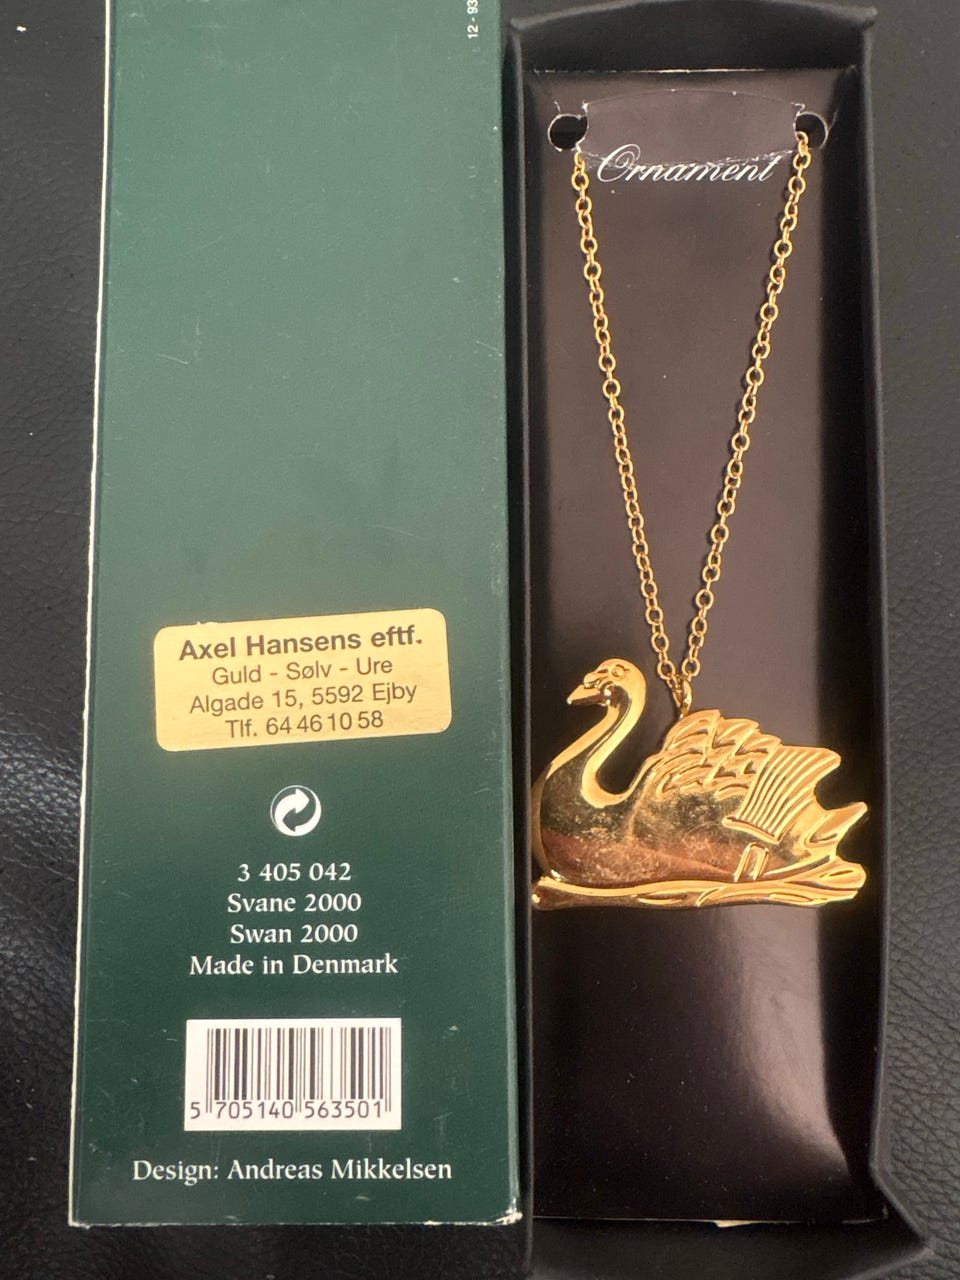 12 - 93
Ornament
Axel Hansens eftf.
Guld - Sølv - Ure
Algade 15, 5592 Ejby
Tlf. 64 46 10 58
3 405 042
Svane 2000
Swan 2000
Made in Denmark
5 705140 563501
Design: Andreas Mikkelsen